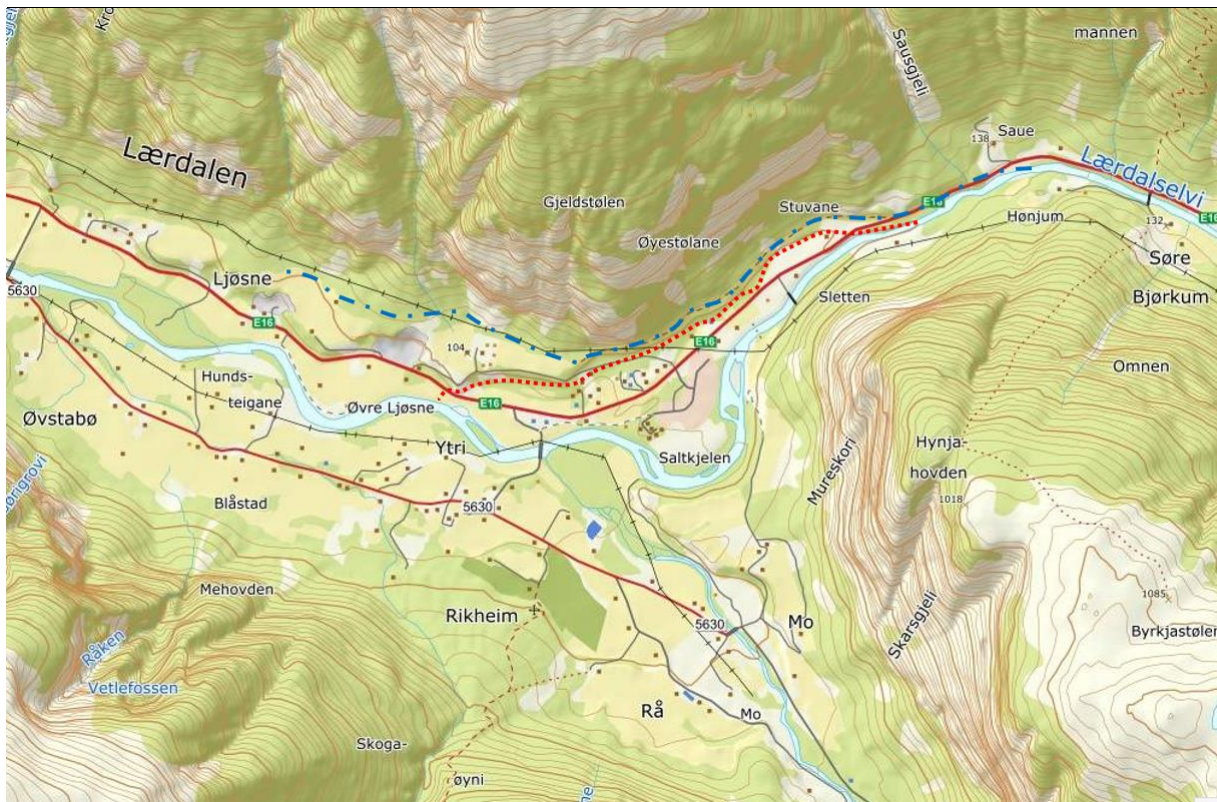 mannen
Sausgjeli
Saue
138
Lærdalselvi
Lærdalen
Gjeldstølen
Stuvane
E16
Hønjum
132
E16
Øyestølane
Søre
Ljøsne
5630
Sletten
Bjørkum
E16
104
E16
Omnen
Hunds-
teigane
Øvre Ljøsne
E16
Øvstabø
Ytri
Saltkjelen
Mureskori
Hynja-
hovden
1018
Blåstad
5630
Mehovden
1085
Rikheim
Skarsgjeli
5630
Mo
Byrkjastølen
Råken
Vetlefossen
Rå
Mo
Skoga-
øyni